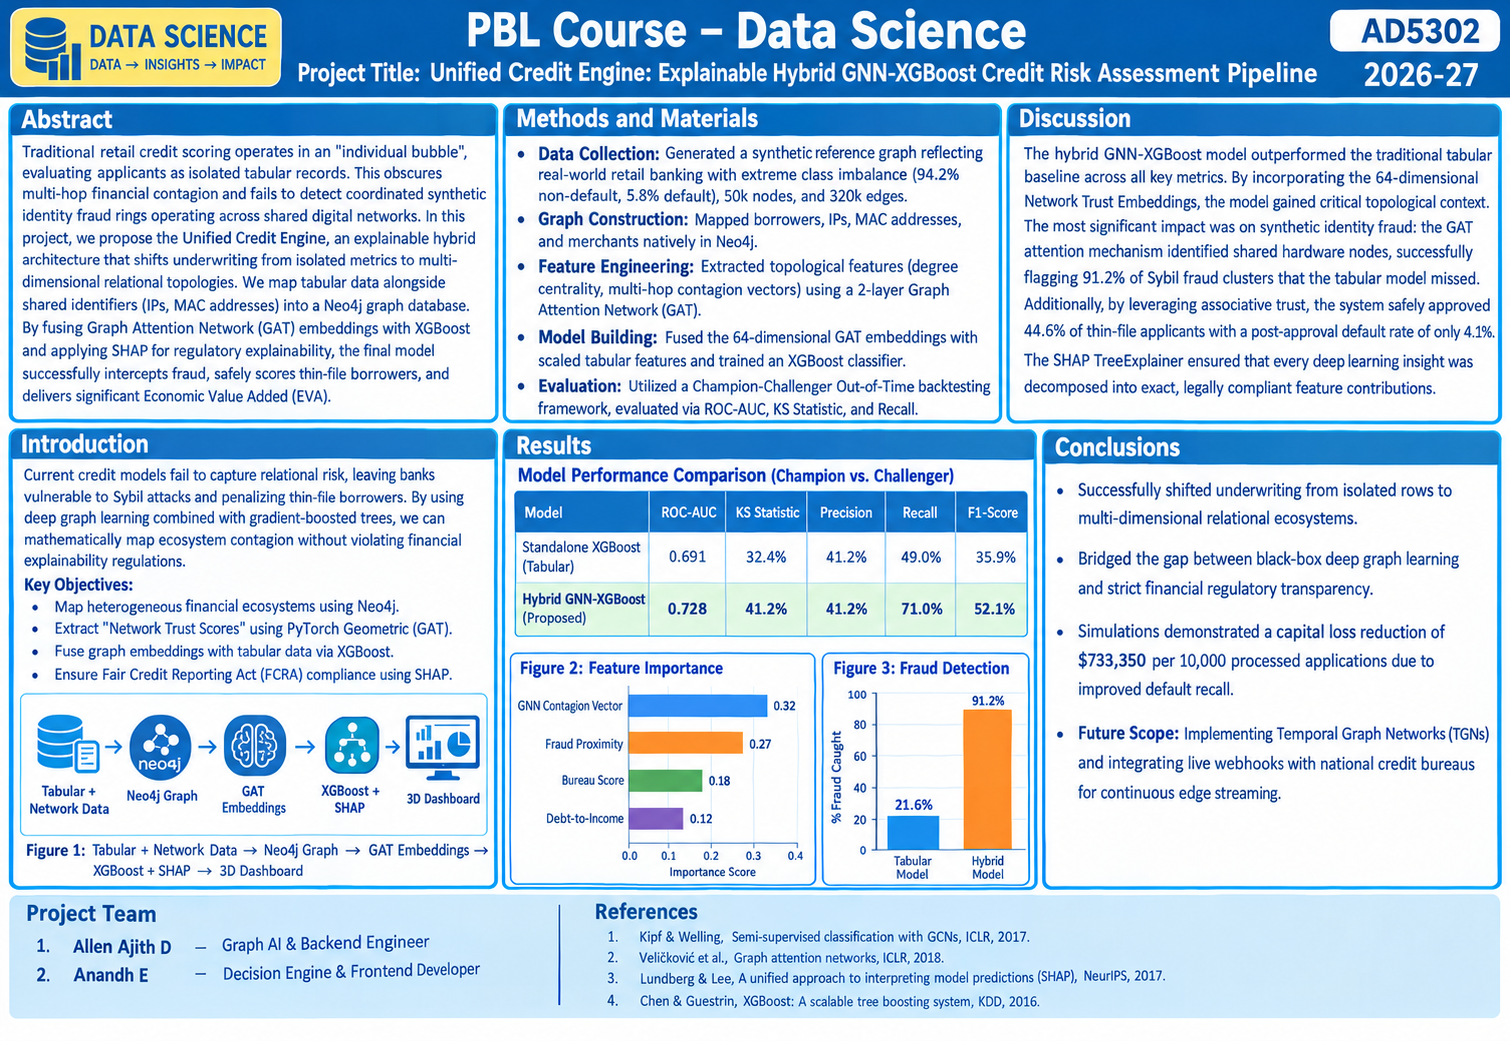 DATA SCIENCE
DATA → INSIGHTS → IMPACT
PBL Course – Data Science
Project Title: Unified Credit Engine: Explainable Hybrid GNN-XGBoost Credit Risk Assessment Pipeline
AD5302
2026-27
Abstract
Traditional retail credit scoring operates in an "individual bubble",
evaluating applicants as isolated tabular records. This obscures
multi-hop financial contagion and fails to detect coordinated synthetic
identity fraud rings operating across shared digital networks. In this
project, we propose the Unified Credit Engine, an explainable hybrid
architecture that shifts underwriting from isolated metrics to multi-
dimensional relational topologies. We map tabular data alongside
shared identifiers (IPs, MAC addresses) into a Neo4j graph database.
By fusing Graph Attention Network (GAT) embeddings with XGBoost
and applying SHAP for regulatory explainability, the final model
successfully intercepts fraud, safely scores thin-file borrowers, and
delivers significant Economic Value Added (EVA).
Methods and Materials
• Data Collection: Generated a synthetic reference graph reflecting
real-world retail banking with extreme class imbalance (94.2%
non-default, 5.8% default), 50k nodes, and 320k edges.
• Graph Construction: Mapped borrowers, IPs, MAC addresses,
and merchants natively in Neo4j.
• Feature Engineering: Extracted topological features (degree
centrality, multi-hop contagion vectors) using a 2-layer Graph
Attention Network (GAT).
• Model Building: Fused the 64-dimensional GAT embeddings with
scaled tabular features and trained an XGBoost classifier.
• Evaluation: Utilized a Champion-Challenger Out-of-Time backtesting
framework, evaluated via ROC-AUC, KS Statistic, and Recall.
Discussion
The hybrid GNN-XGBoost model outperformed the traditional tabular
baseline across all key metrics. By incorporating the 64-dimensional
Network Trust Embeddings, the model gained critical topological context.
The most significant impact was on synthetic identity fraud: the GAT
attention mechanism identified shared hardware nodes, successfully
flagging 91.2% of Sybil fraud clusters that the tabular model missed.
Additionally, by leveraging associative trust, the system safely approved
44.6% of thin-file applicants with a post-approval default rate of only 4.1%.
The SHAP TreeExplainer ensured that every deep learning insight was
decomposed into exact, legally compliant feature contributions.
Introduction
Current credit models fail to capture relational risk, leaving banks
vulnerable to Sybil attacks and penalizing thin-file borrowers. By using
deep graph learning combined with gradient-boosted trees, we can
mathematically map ecosystem contagion without violating financial
explainability regulations.
Key Objectives:
• Map heterogeneous financial ecosystems using Neo4j.
• Extract "Network Trust Scores" using PyTorch Geometric (GAT).
• Fuse graph embeddings with tabular data via XGBoost.
• Ensure Fair Credit Reporting Act (FCRA) compliance using SHAP.
neo4j
Tabular +
Network Data
Neo4j Graph
GAT
Embeddings
XGBoost +
SHAP
3D Dashboard
Figure 1: Tabular + Network Data → Neo4j Graph → GAT Embeddings →
XGBoost + SHAP → 3D Dashboard
Results
Model Performance Comparison (Champion vs. Challenger)
Model ROC-AUC KS Statistic Precision Recall F1-Score
Standalone XGBoost
(Tabular) 0.691 32.4% 41.2% 49.0% 35.9%
Hybrid GNN-XGBoost
(Proposed) 0.728 41.2% 41.2% 71.0% 52.1%
Figure 2: Feature Importance
GNN Contagion Vector 0.32
Fraud Proximity 0.27
Bureau Score 0.18
Debt-to-Income 0.12
0.0 0.1 0.2 0.3 0.4
Importance Score
Figure 3: Fraud Detection
% Fraud Caught
100
80
60
40
20
0
21.6%
91.2%
Tabular
Model
Hybrid
Model
Conclusions
• Successfully shifted underwriting from isolated rows to
multi-dimensional relational ecosystems.
• Bridged the gap between black-box deep graph learning
and strict financial regulatory transparency.
• Simulations demonstrated a capital loss reduction of
$733,350 per 10,000 processed applications due to
improved default recall.
• Future Scope: Implementing Temporal Graph Networks (TGNs)
and integrating live webhooks with national credit bureaus
for continuous edge streaming.
Project Team
1. Allen Ajith D – Graph AI & Backend Engineer
2. Anandh E – Decision Engine & Frontend Developer
References
1. Kipf & Welling, Semi-supervised classification with GCNs, ICLR, 2017.
2. Veličković et al., Graph attention networks, ICLR, 2018.
3. Lundberg & Lee, A unified approach to interpreting model predictions (SHAP), NeurIPS, 2017.
4. Chen & Guestrin, XGBoost: A scalable tree boosting system, KDD, 2016.